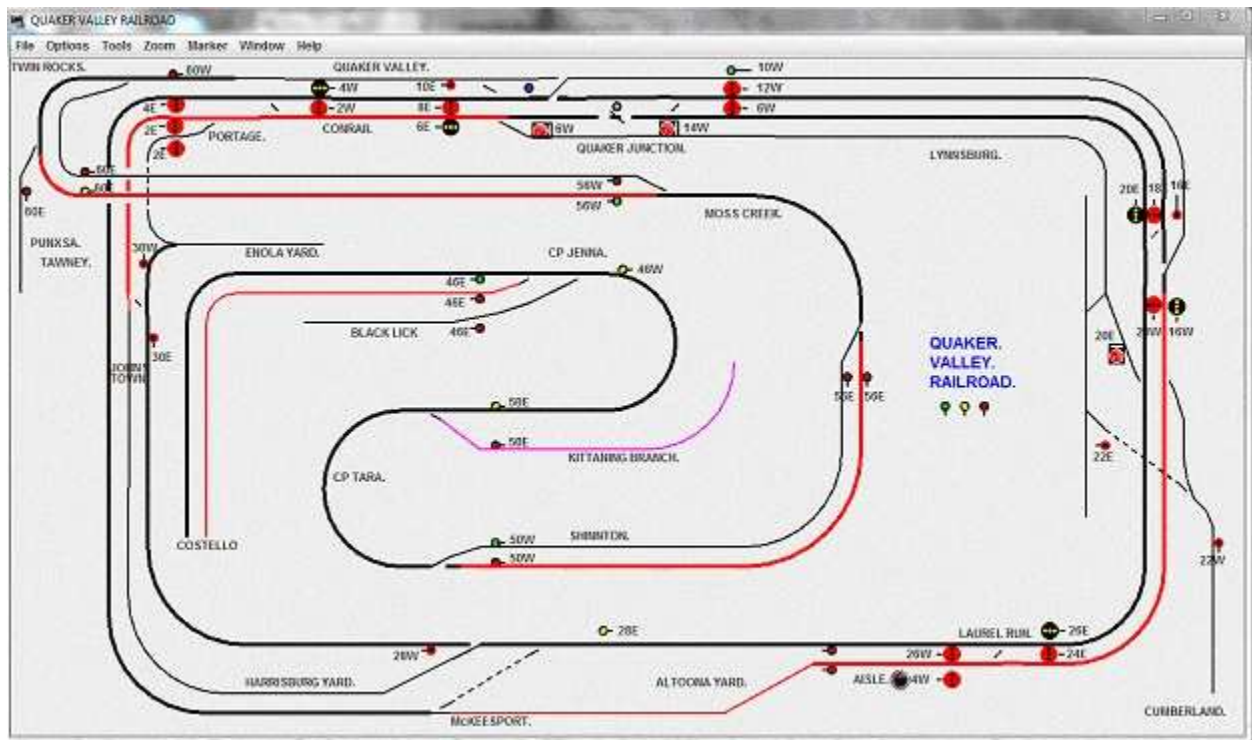 QUAKER VALLEY RAILROAD
File Options Tools Zoom Marker Window Help
TWIN ROCKS.
60W
QUAKER VALLEY.
10W
4W
10E
12W
4E
2W
8E
6W
2E
PORTAGE.
CONRAIL
6E
6W
14W
2E
QUAKER JUNCTION.
LYNNSBURG.
60E
56W
60E
20E
18
16E
56W
60E
MOSS CREEK.
PUNXSA.
TAWNEY.
30W
ENOLA YARD.
CP JENNA.
46W
46E
46E
BLACK LICK
46E
16W
20E
30E
QUAKER.
VALLEY.
RAILROAD.
JOHNS
TOWN
56E
56E
58E
50E
KITTANING BRANCH.
22E
CP TARA.
50W
SHINNTON.
COSTELLO
50W
22W
28E
LAUREL RUN.
26E
28W
26W
24E
HARRISBURG YARD.
ALTOONA YARD.
AISLE.
4W
McKEESPORT.
CUMBERLAND.